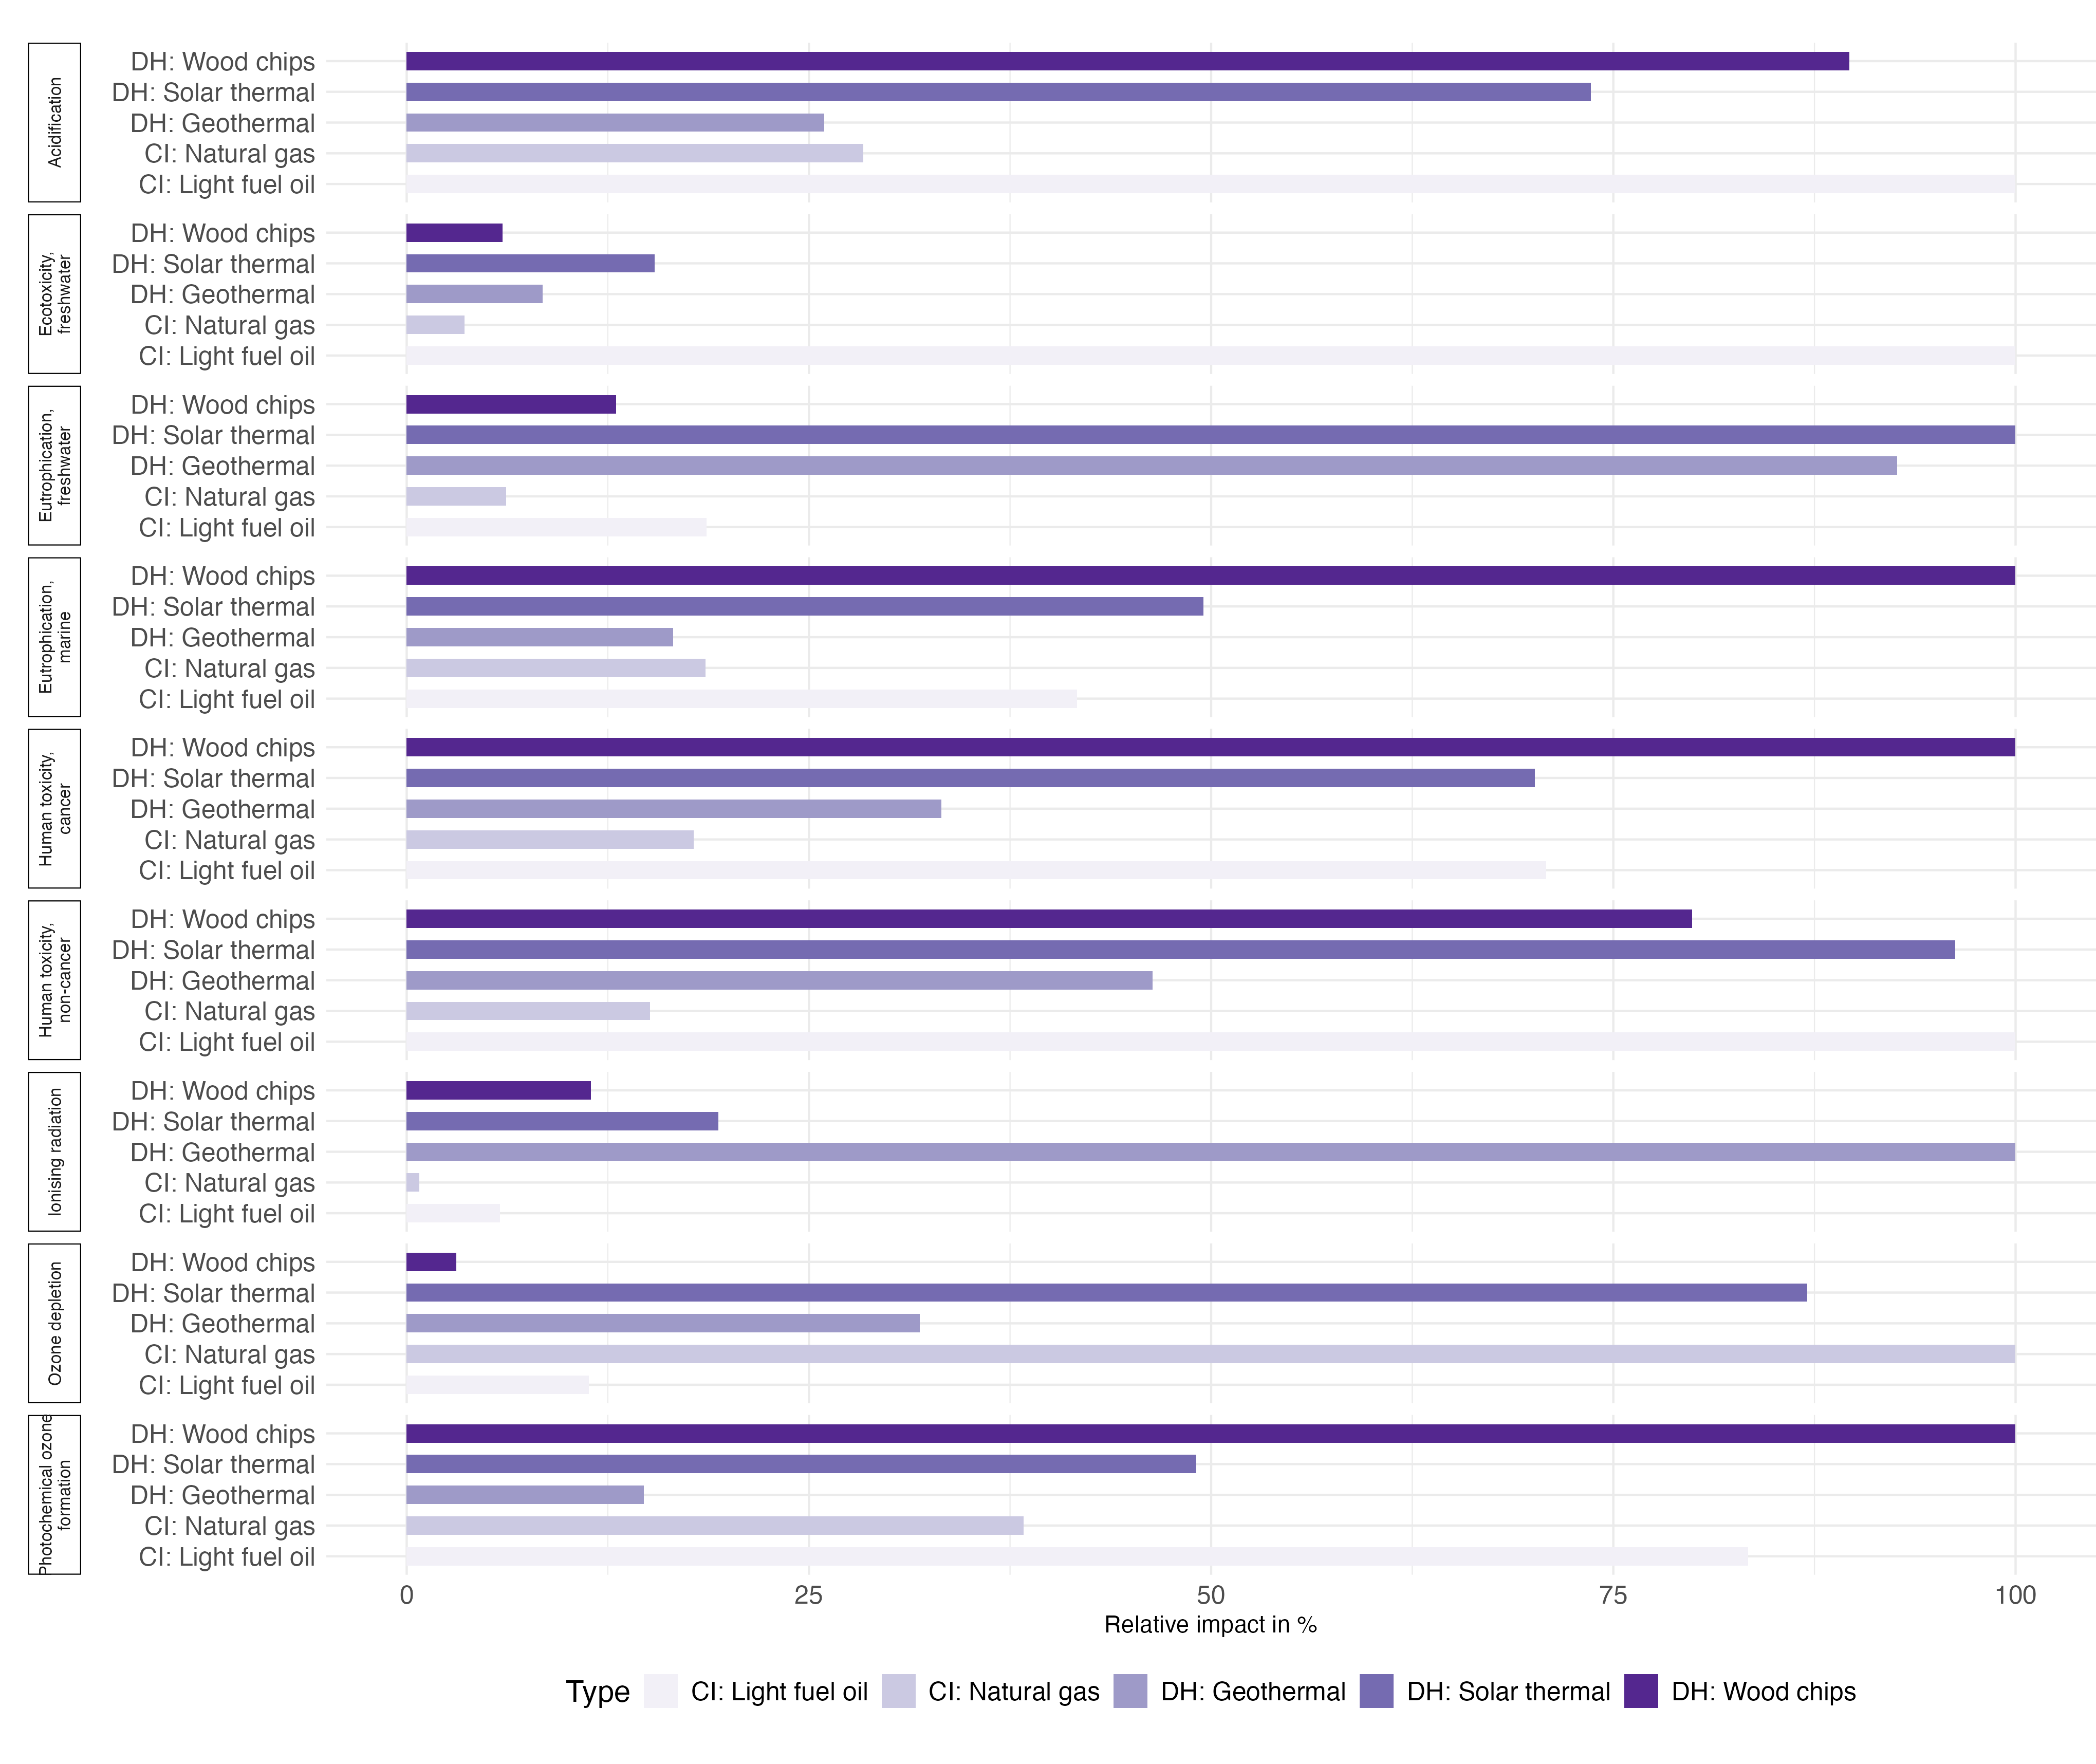 Acidification
DH: Wood chips
DH: Solar thermal
DH: Geothermal
CI: Natural gas
CI: Light fuel oil
Ecotoxicity,
freshwater
DH: Wood chips
DH: Solar thermal
DH: Geothermal
CI: Natural gas
CI: Light fuel oil
Eutrophication,
freshwater
DH: Wood chips
DH: Solar thermal
DH: Geothermal
CI: Natural gas
CI: Light fuel oil
Eutrophication,
marine
DH: Wood chips
DH: Solar thermal
DH: Geothermal
CI: Natural gas
CI: Light fuel oil
Human toxicity,
cancer
DH: Wood chips
DH: Solar thermal
DH: Geothermal
CI: Natural gas
CI: Light fuel oil
Human toxicity,
non-cancer
DH: Wood chips
DH: Solar thermal
DH: Geothermal
CI: Natural gas
CI: Light fuel oil
Ionising radiation
DH: Wood chips
DH: Solar thermal
DH: Geothermal
CI: Natural gas
CI: Light fuel oil
Ozone depletion
DH: Wood chips
DH: Solar thermal
DH: Geothermal
CI: Natural gas
CI: Light fuel oil
Photochemical ozone
formation
DH: Wood chips
DH: Solar thermal
DH: Geothermal
CI: Natural gas
CI: Light fuel oil
0 25 50 75 100
Relative impact in %
Type CI: Light fuel oil CI: Natural gas DH: Geothermal DH: Solar thermal DH: Wood chips